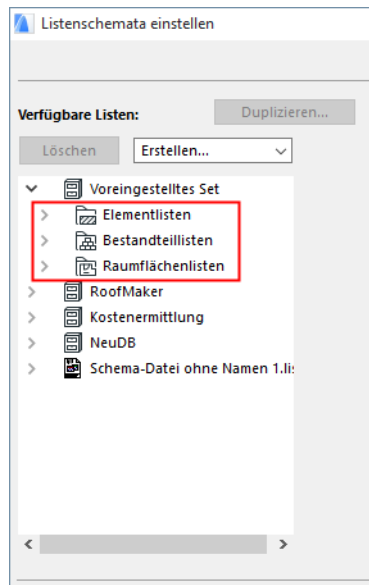 Listenschemata einstellen
Verfügbare Listen:
Duplizieren...
Löschen
Erstellen...
Voreingestelltes Set
Elementlisten
Bestandteillisten
Raumflächenlisten
RoofMaker
Kostenermittlung
NeuDB
Schema-Datei ohne Namen 1.li